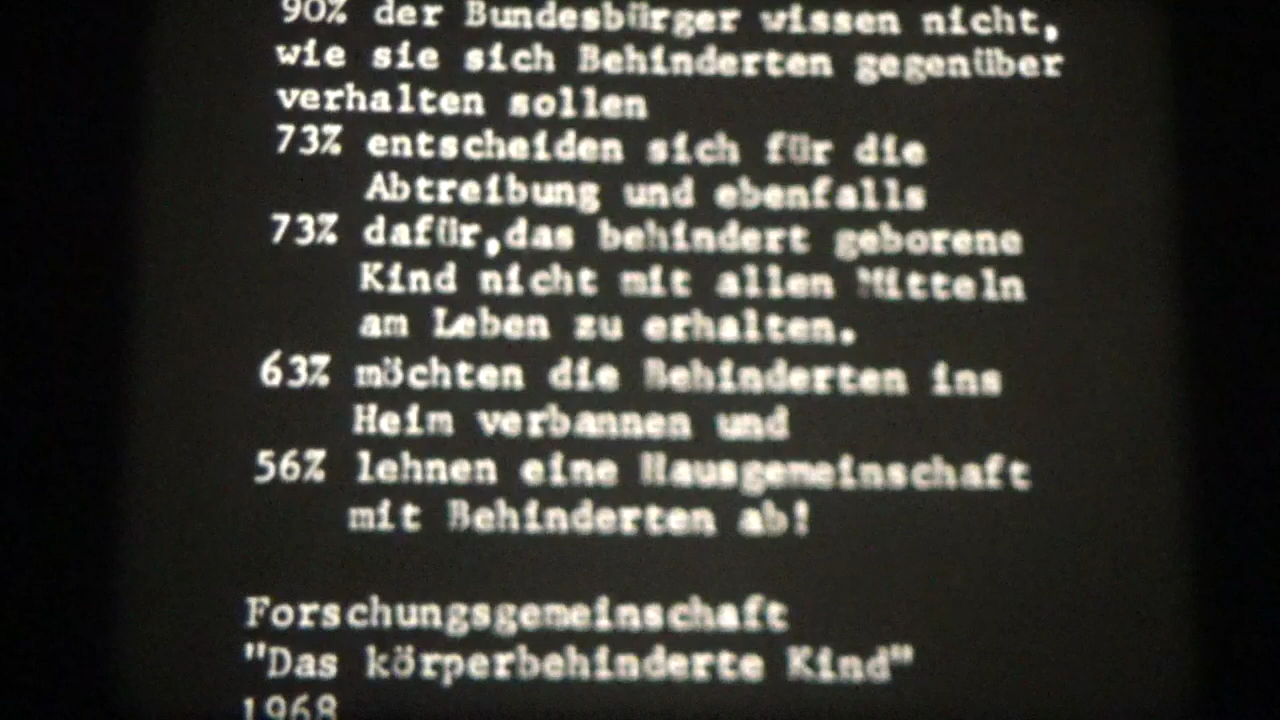 90% der Bundesbürger wissen nicht,
wie sie sich Behinderten gegenüber
verhalten sollen
73% entscheiden sich für die
Abtreibung und ebenfalls
73% dafür,das behindert geborene
Kind nicht mit allen Mitteln
am Leben zu erhalten.
63% möchten die Behinderten ins
Heim verbannen und
56% lehnen eine Hausgemeinschaft
mit Behinderten ab!
Forschungsgemeinschaft
"Das körperbehinderte Kind"
1968